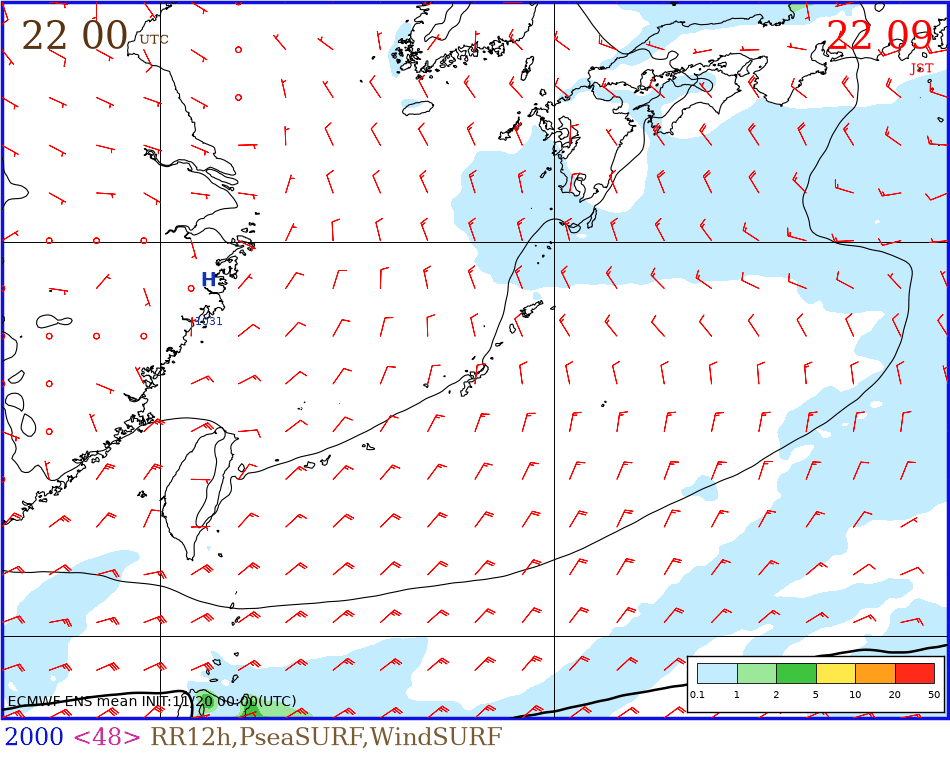 22 00 UTC
22 09
JST
H
1031
0.1 1 2 5 10 20 50
ECMWF ENS mean INIT:11/20 00:00(UTC)
2000 <48> RR12h,PseaSURF,WindSURF